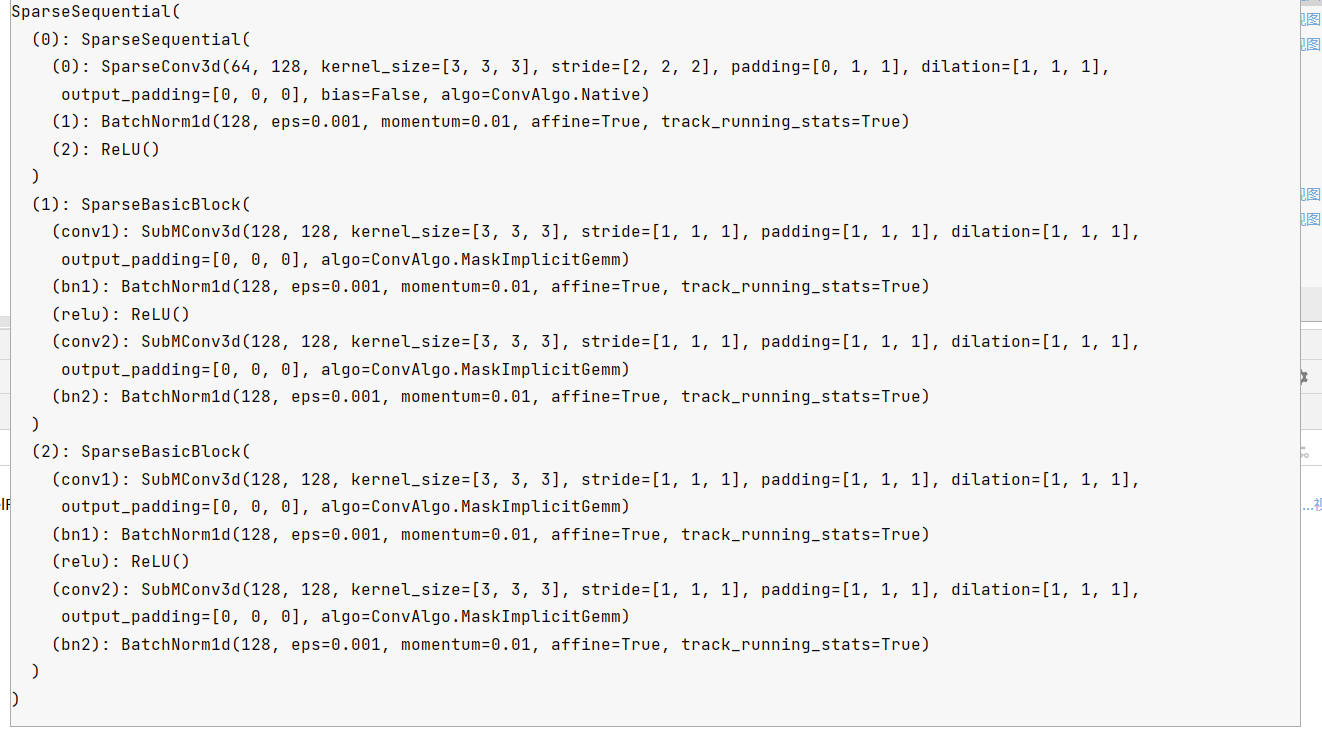 SparseSequential(
  (0): SparseSequential(
    (0): SparseConv3d(64, 128, kernel_size=[3, 3, 3], stride=[2, 2, 2], padding=[0, 1, 1], dilation=[1, 1, 1],
     output_padding=[0, 0, 0], bias=False, algo=ConvAlgo.Native)
    (1): BatchNorm1d(128, eps=0.001, momentum=0.01, affine=True, track_running_stats=True)
    (2): ReLU()
  )
  (1): SparseBasicBlock(
    (conv1): SubMConv3d(128, 128, kernel_size=[3, 3, 3], stride=[1, 1, 1], padding=[1, 1, 1], dilation=[1, 1, 1],
     output_padding=[0, 0, 0], algo=ConvAlgo.MaskImplicitGemm)
    (bn1): BatchNorm1d(128, eps=0.001, momentum=0.01, affine=True, track_running_stats=True)
    (relu): ReLU()
    (conv2): SubMConv3d(128, 128, kernel_size=[3, 3, 3], stride=[1, 1, 1], padding=[1, 1, 1], dilation=[1, 1, 1],
     output_padding=[0, 0, 0], algo=ConvAlgo.MaskImplicitGemm)
    (bn2): BatchNorm1d(128, eps=0.001, momentum=0.01, affine=True, track_running_stats=True)
  )
  (2): SparseBasicBlock(
    (conv1): SubMConv3d(128, 128, kernel_size=[3, 3, 3], stride=[1, 1, 1], padding=[1, 1, 1], dilation=[1, 1, 1],
     output_padding=[0, 0, 0], algo=ConvAlgo.MaskImplicitGemm)
    (bn1): BatchNorm1d(128, eps=0.001, momentum=0.01, affine=True, track_running_stats=True)
    (relu): ReLU()
    (conv2): SubMConv3d(128, 128, kernel_size=[3, 3, 3], stride=[1, 1, 1], padding=[1, 1, 1], dilation=[1, 1, 1],
     output_padding=[0, 0, 0], algo=ConvAlgo.MaskImplicitGemm)
    (bn2): BatchNorm1d(128, eps=0.001, momentum=0.01, affine=True, track_running_stats=True)
  )
)